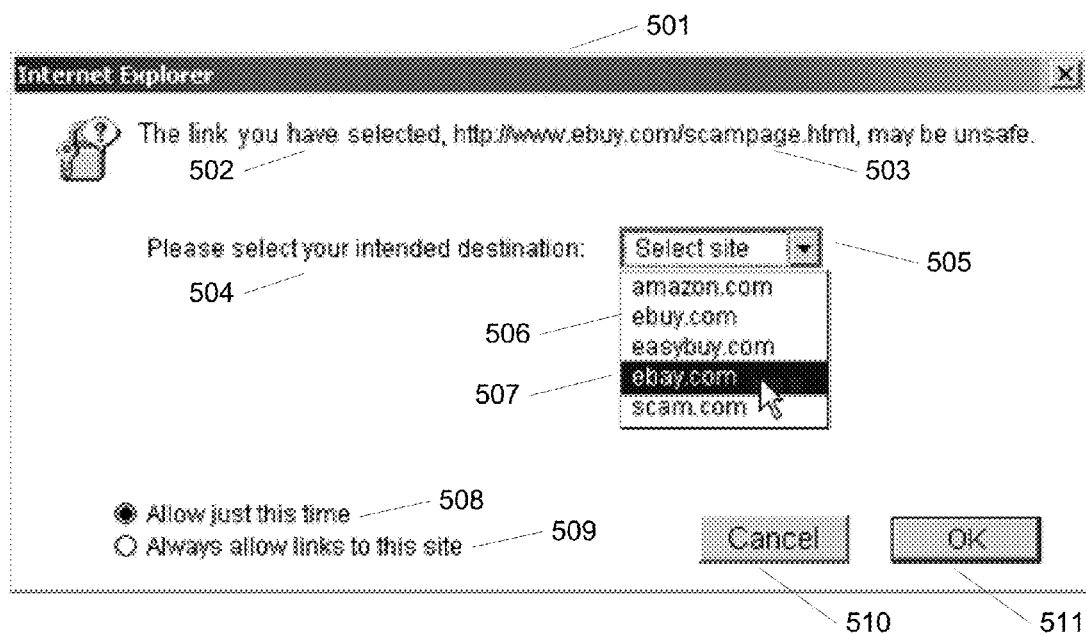 501
Internet Explorer
The link you have selected, http://www.ebuy.com/scampage.html, may be unsafe.
502
503
Please select your intended destination:
Select site
505
504
amazon.com
506
ebuy.com
easybuy.com
507
ebay.com
scam.com
Allow just this time
508
Always allow links to this site
509
Cancel
OK
510
511